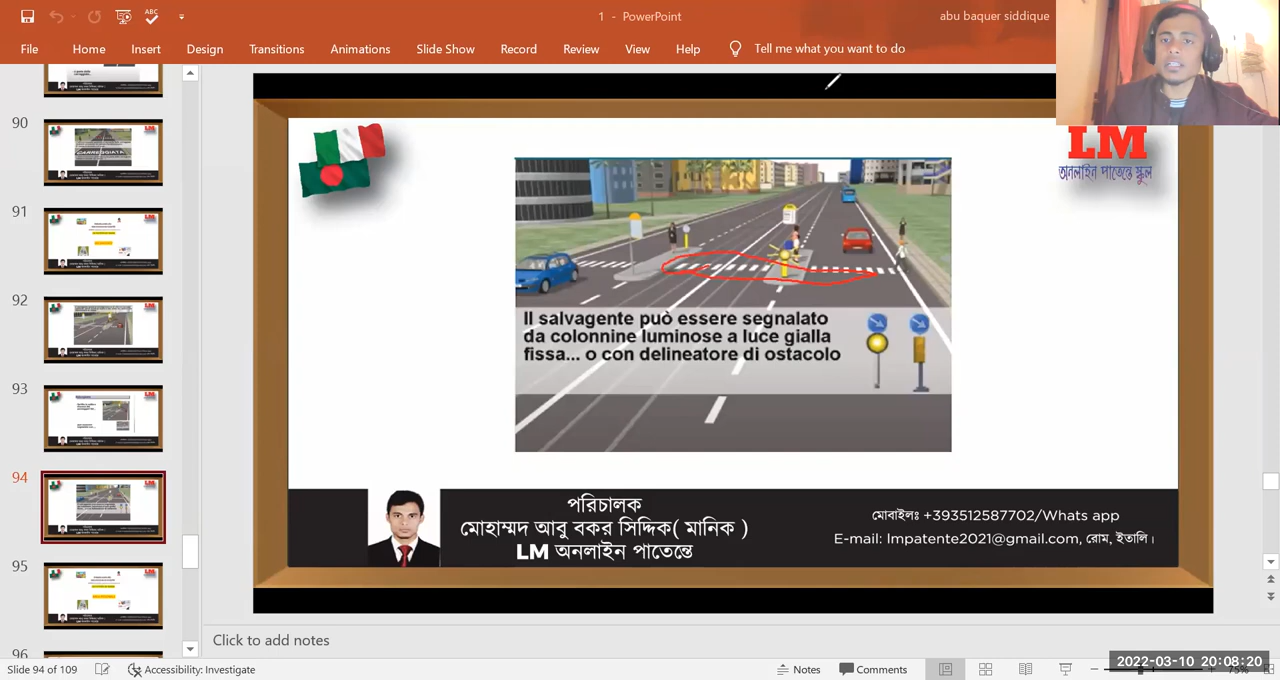 ABC
1 - PowerPoint
abu baquer siddique
File
Home
Insert
Design
Transitions
Animations
Slide Show
Record
Review
View
Help
Tell me what you want to do
90
91
92
93
94
95
96
LM
অনলাইন পাতেন্তে স্কুল
Il salvagente può essere segnalato
da colonnine luminose a luce gialla
fissa... o con delineatore di ostacolo
পরিচালক
মোহাম্মদ আবু বকর সিদ্দিক( মানিক )
LM অনলাইন পাতেন্তে
মোবাইলঃ +393512587702/Whats app
E-mail: Impatente2021@gmail.com, রোম, ইতালি।
Click to add notes
Slide 94 of 109
Accessibility: Investigate
Notes
Comments
2022-03-10 20:08:20